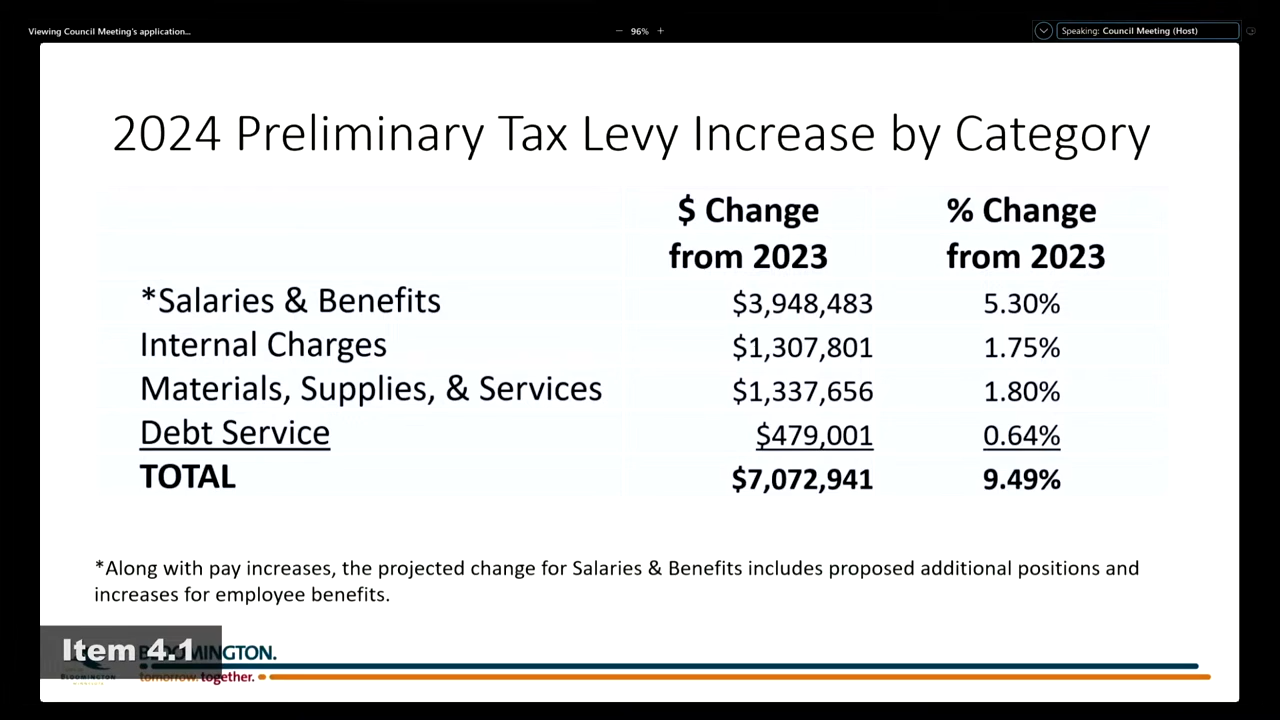 Viewing Council Meeting's application...
− 96% +
Speaking: Council Meeting (Host)
2024 Preliminary Tax Levy Increase by Category
$ Change % Change
from 2023 from 2023
*Salaries & Benefits $3,948,483 5.30%
Internal Charges $1,307,801 1.75%
Materials, Supplies, & Services $1,337,656 1.80%
Debt Service $479,001 0.64%
TOTAL $7,072,941 9.49%
*Along with pay increases, the projected change for Salaries & Benefits includes proposed additional positions and
increases for employee benefits.
Item 4.1
BLOOMINGTON.
tomorrow. together.
BLOOMINGTON